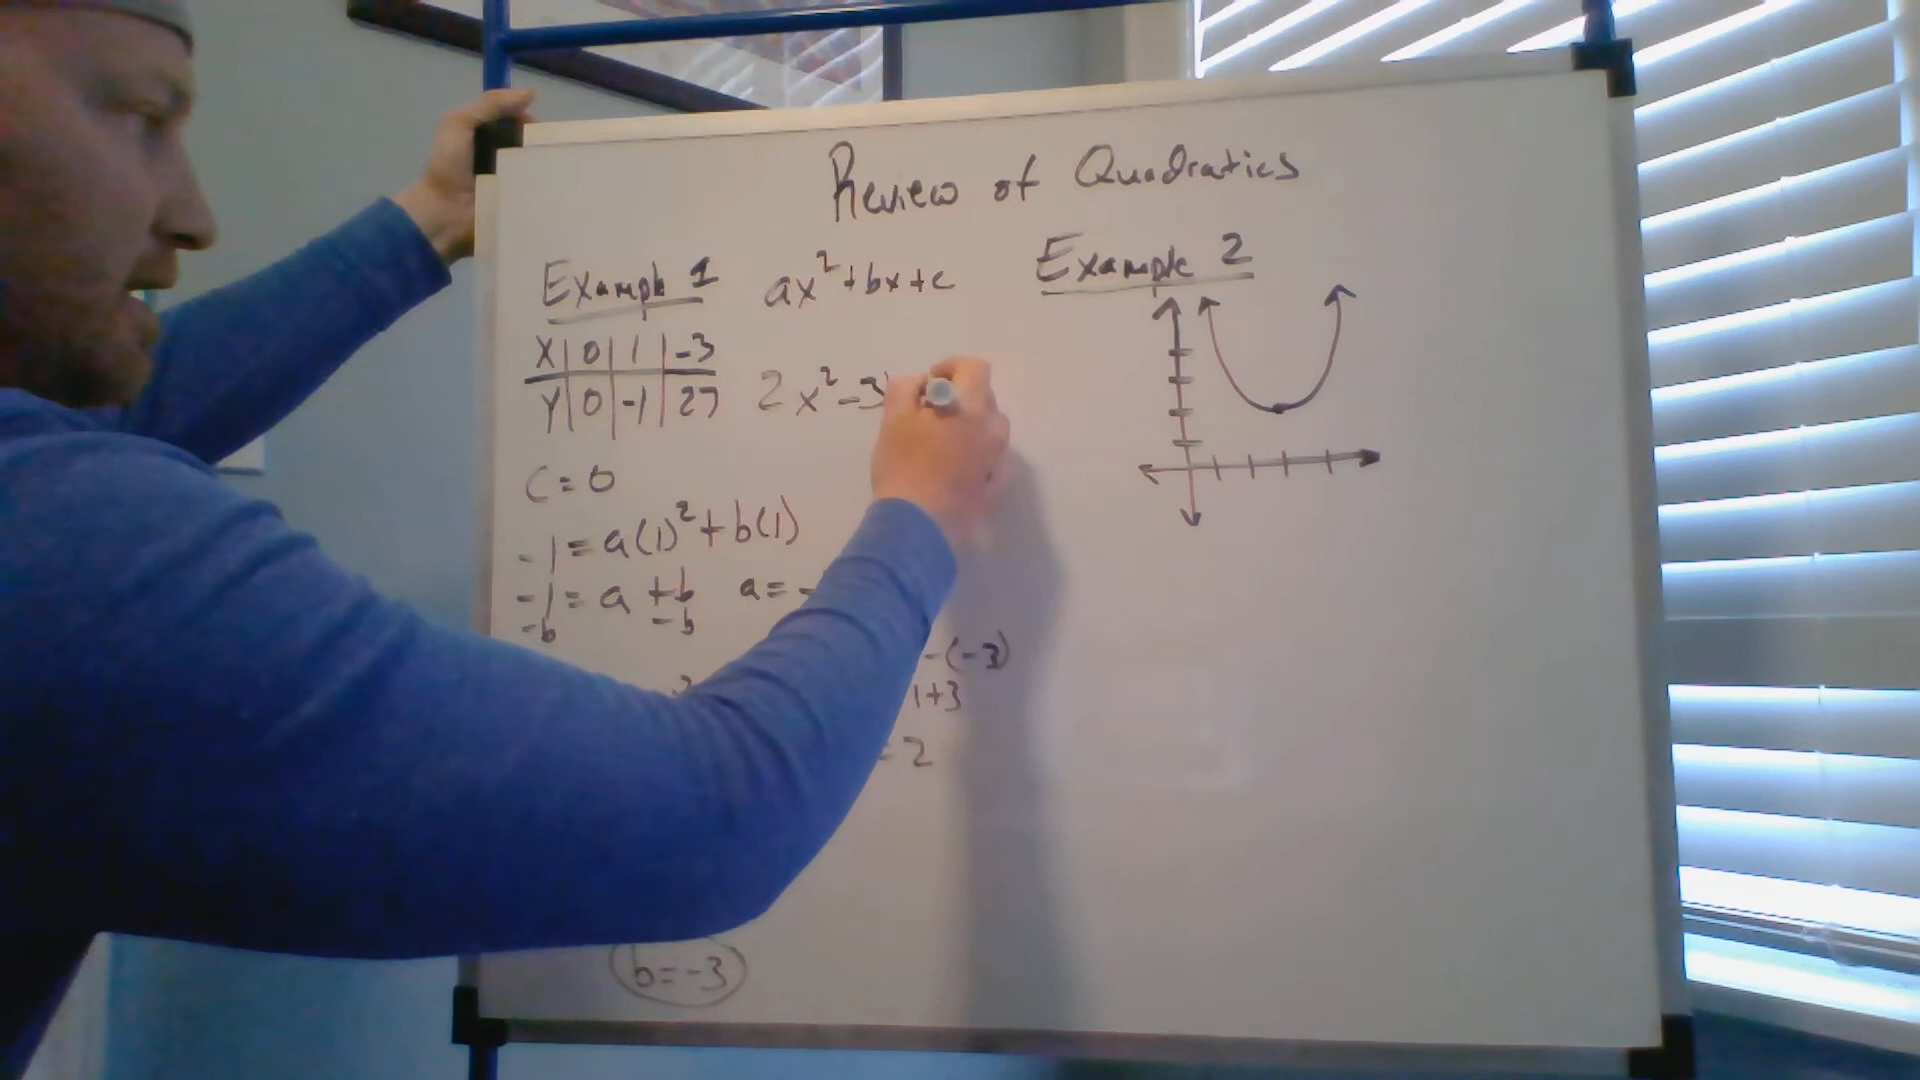 Review of Quadratics
Example 1
ax²+bx+c
X | 0 | 1 | -3
Y | 0 | -1 | 27
2x²-3
C=0
-1=a(1)²+b(1)
-1=a+b a=-
-b -b
-(-3)
1+3
=2
b=-3
Example 2